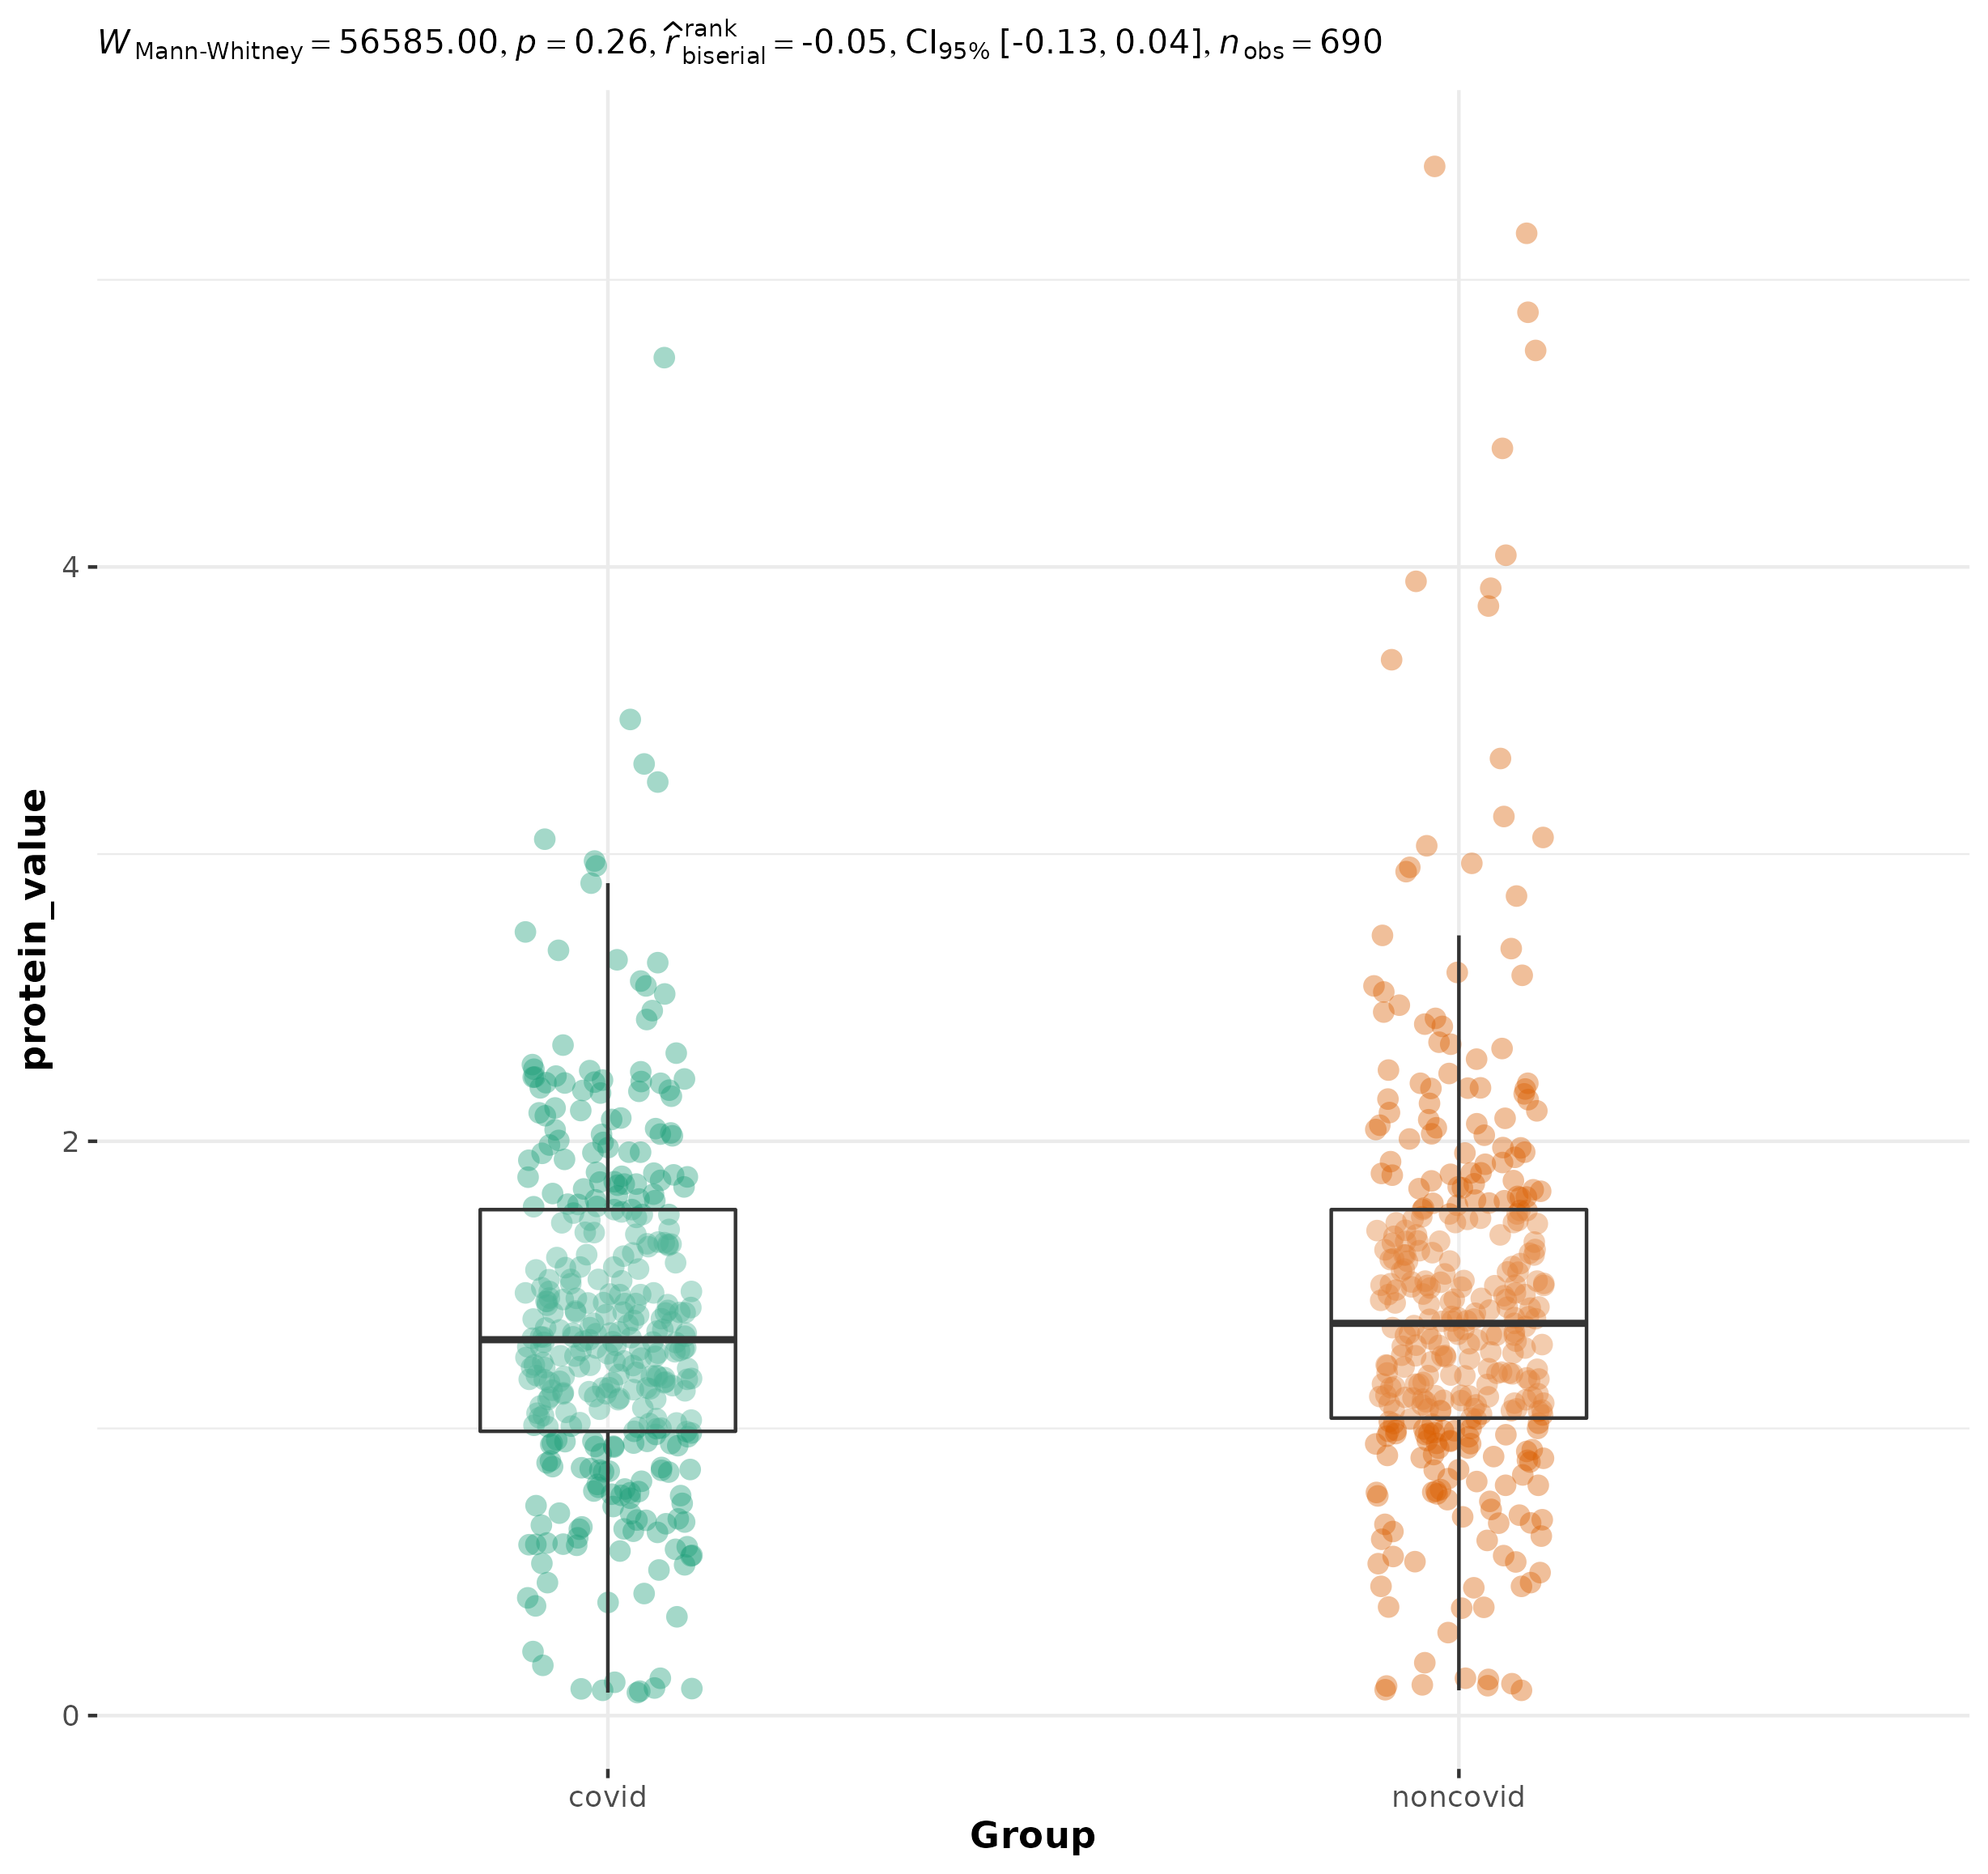 W Mann-Whitney = 56585.00, p = 0.26, r̂ rank biserial = -0.05, CI95% [-0.13, 0.04], n obs = 690
protein_value
4
2
0
covid noncovid
Group